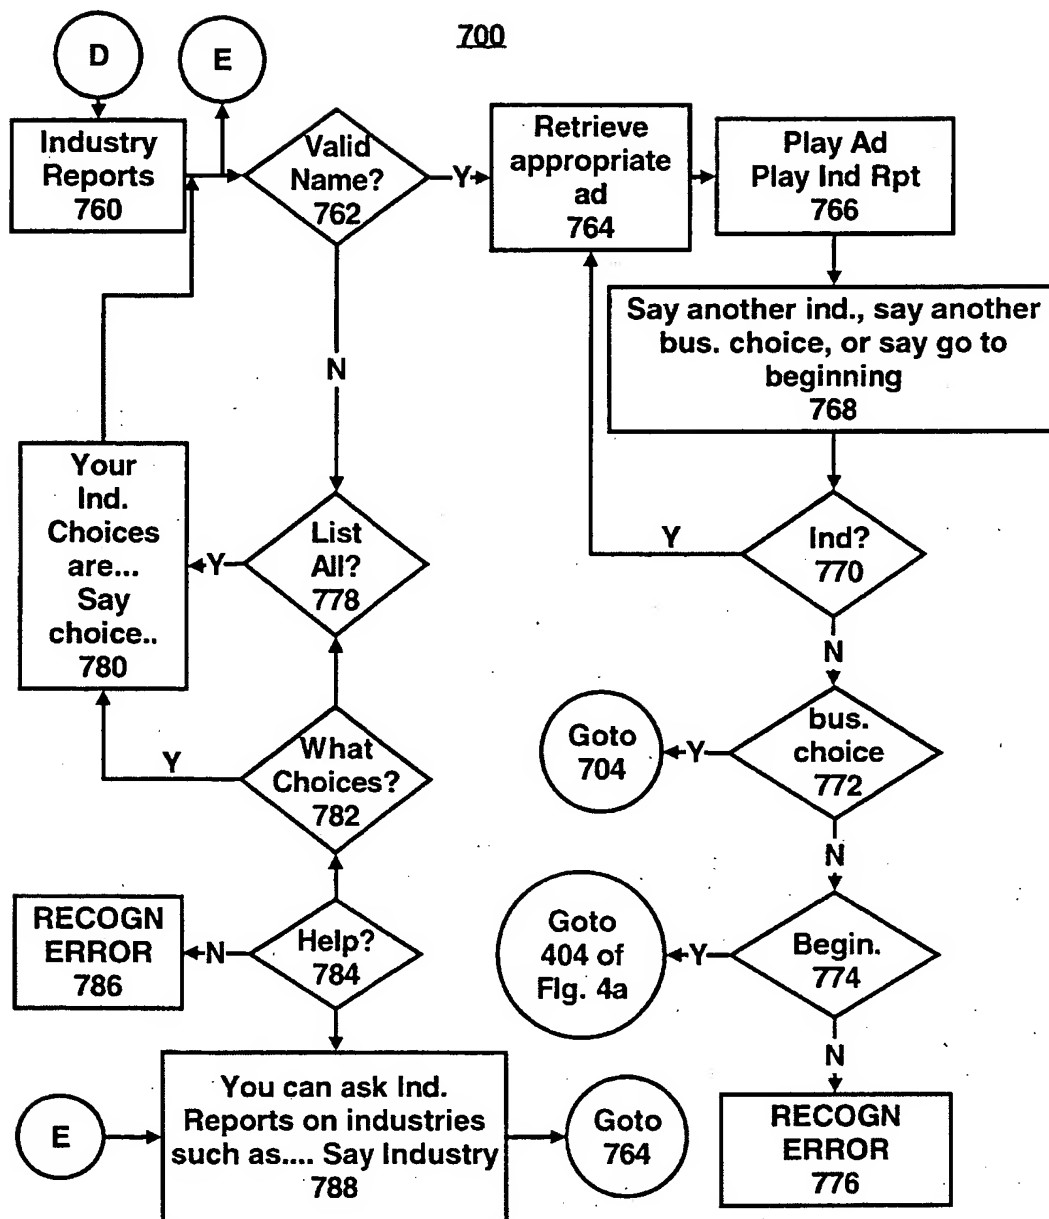 700
D
E
Industry
Reports
760
Valid
Name?
762
Y
Retrieve
appropriate
ad
764
Play Ad
Play Ind Rpt
766
Say another ind., say another
bus. choice, or say go to
beginning
768
N
Your
Ind.
Choices
are...
Say
choice..
780
Y
List
All?
778
Y
Ind?
770
N
Y
What
Choices?
782
Goto
704
Y
bus.
choice
772
N
RECOGN
ERROR
786
N
Help?
784
Goto
404 of
FIg. 4a
Y
Begin.
774
N
E
You can ask Ind.
Reports on industries
such as.... Say Industry
788
Goto
764
RECOGN
ERROR
776